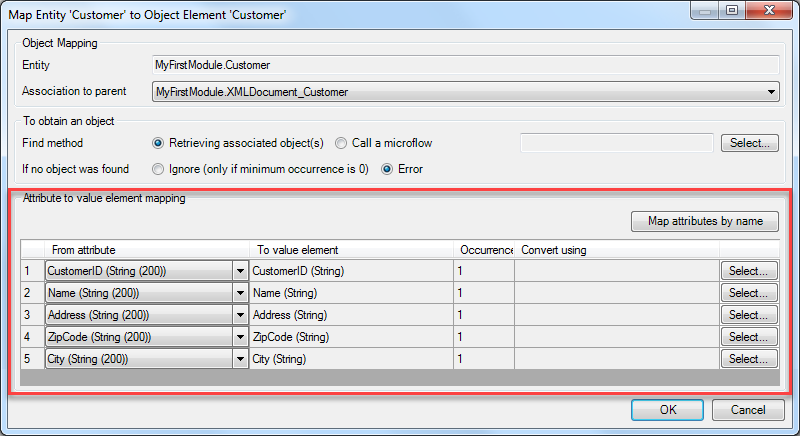 Map Entity 'Customer' to Object Element 'Customer'
Object Mapping
Entity MyFirstModule.Customer
Association to parent MyFirstModule.XMLDocument_Customer
To obtain an object
Find method Retrieving associated object(s) Call a microflow Select...
If no object was found Ignore (only if minimum occurrence is 0) Error
Attribute to value element mapping
Map attributes by name
From attribute To value element Occurrence Convert using
1 CustomerID (String (200)) CustomerID (String) 1 Select...
2 Name (String (200)) Name (String) 1 Select...
3 Address (String (200)) Address (String) 1 Select...
4 ZipCode (String (200)) ZipCode (String) 1 Select...
5 City (String (200)) City (String) 1 Select...
OK Cancel